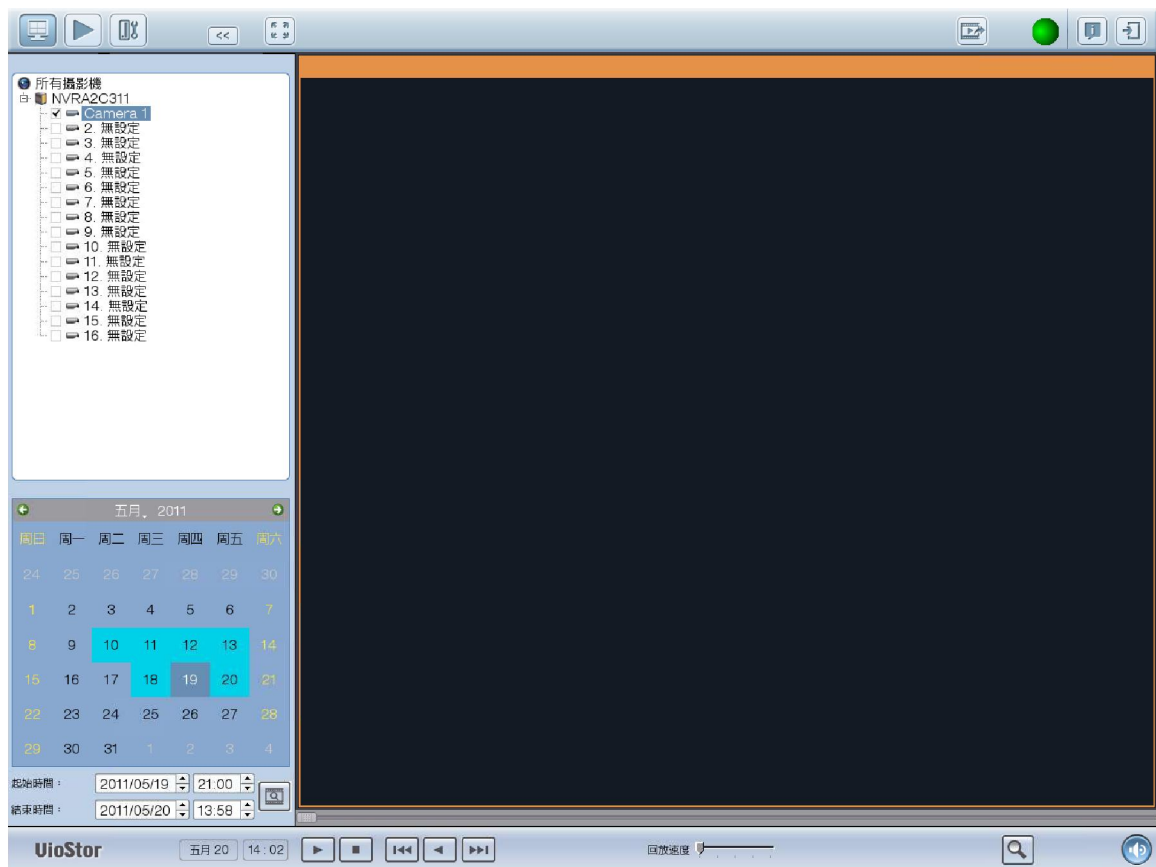 <<
所有攝影機
NVRA2C311
Camera 1
2. 無設定
3. 無設定
4. 無設定
5. 無設定
6. 無設定
7. 無設定
8. 無設定
9. 無設定
10. 無設定
11. 無設定
12. 無設定
13. 無設定
14. 無設定
15. 無設定
16. 無設定
五月, 2011
周日 周一 周二 周三 周四 周五 周六
24 25 26 27 28 29 30
1 2 3 4 5 6 7
8 9 10 11 12 13 14
15 16 17 18 19 20 21
22 23 24 25 26 27 28
29 30 31 1 2 3 4
起始時間： 2011/05/19 21:00
結束時間： 2011/05/20 13:58
VioStor 五月 20 14:02 回放速度